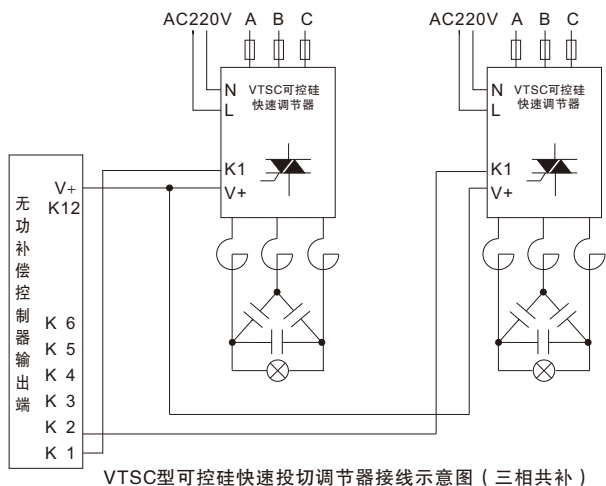 AC220V A B C
N
L
VTSC可控硅
快速调节器
K1
V+
AC220V A B C
N
L
VTSC可控硅
快速调节器
K1
V+
无功补偿控制器输出端
V+
K12
K 6
K 5
K 4
K 3
K 2
K 1
VTSC型可控硅快速投切调节器接线示意图（三相共补）